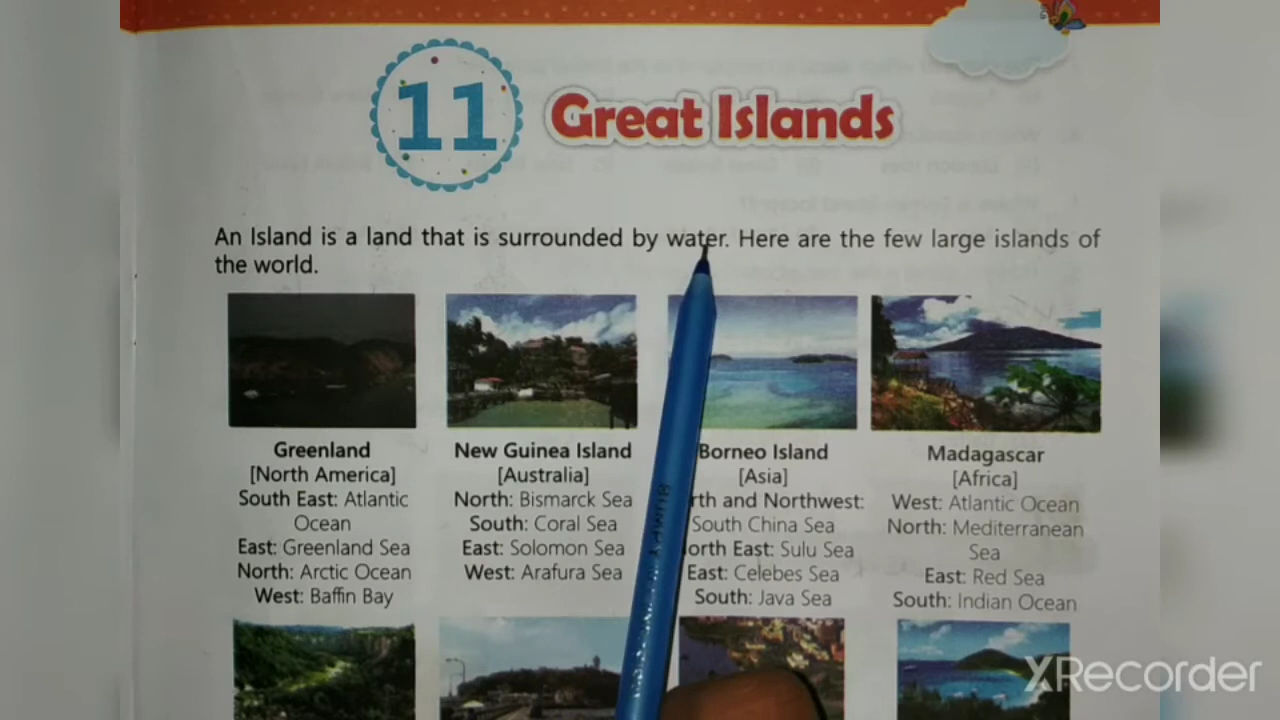 11
Great Islands
An Island is a land that is surrounded by water. Here are the few large islands of
the world.
Greenland
[North America]
South East: Atlantic
Ocean
East: Greenland Sea
North: Arctic Ocean
West: Baffin Bay
New Guinea Island
[Australia]
North: Bismarck Sea
South: Coral Sea
East: Solomon Sea
West: Arafura Sea
Borneo Island
[Asia]
and Northwest:
South China Sea
East: Sulu Sea
East: Celebes Sea
South: Java Sea
Madagascar
[Africa]
West: Atlantic Ocean
North: Mediterranean
Sea
East: Red Sea
South: Indian Ocean
XRecorder